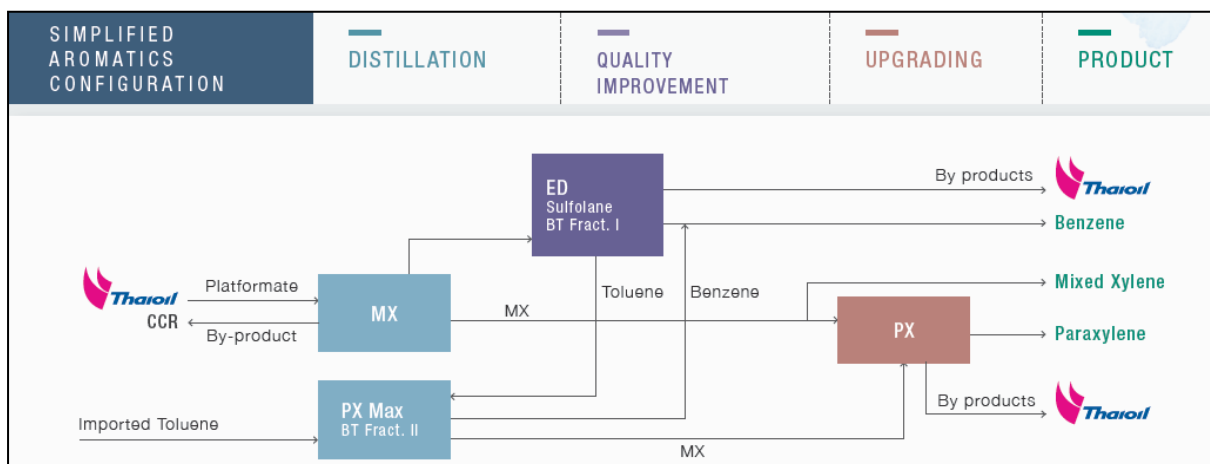 SIMPLIFIED
AROMATICS
CONFIGURATION
DISTILLATION
QUALITY
IMPROVEMENT
UPGRADING
PRODUCT
ED
Sulfolane
BT Fract. I
By products
Thaioil
Benzene
Thaioil
CCR
Platformate
By-product
MX
MX
Toluene
Benzene
Mixed Xylene
PX
Paraxylene
Imported Toluene
PX Max
BT Fract. II
MX
By products
Thaioil